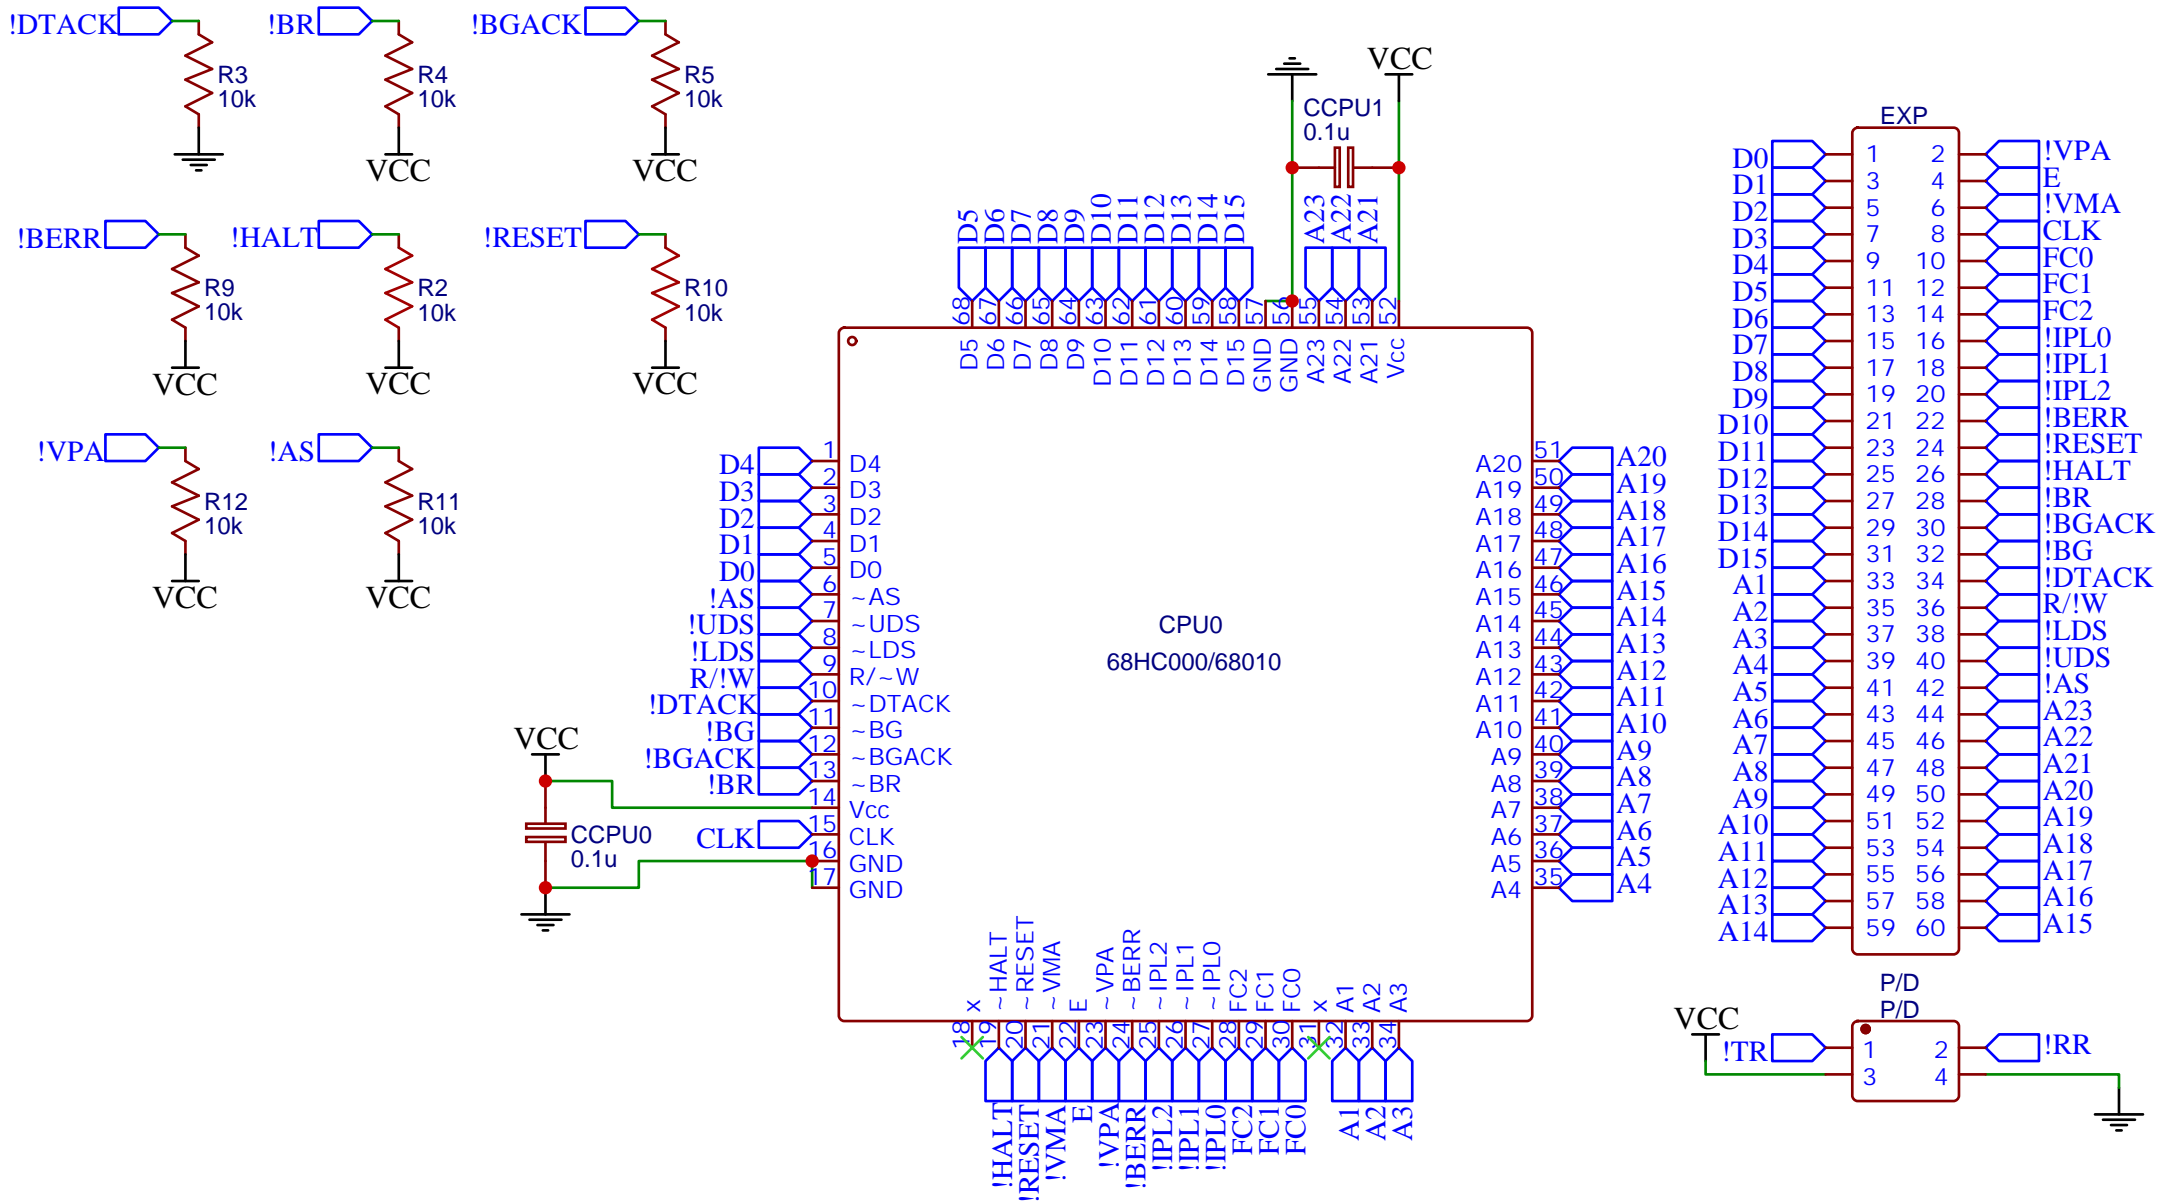 !DTACK
R3
10k
!BR
R4
10k
VCC
!BGACK
R5
10k
VCC
!BERR
R9
10k
VCC
!HALT
R2
10k
VCC
!RESET
R10
10k
VCC
!VPA
R12
10k
VCC
!AS
R11
10k
VCC
VCC
CCPU1
0.1u
D5 D6 D7 D8 D9 D10 D11 D12 D13 D14 D15 A23 A22 A21
68 67 66 65 64 63 62 61 60 59 58 57 56 55 54 53 52
D5 D6 D7 D8 D9 D10 D11 D12 D13 D14 D15 GND GND A23 A22 A21 Vcc
CPU0
68HC000/68010
D4 1 D4
D3 2 D3
D2 3 D2
D1 4 D1
D0 5 D0
!AS 6 ~AS
!UDS 7 ~UDS
!LDS 8 ~LDS
R/!W 9 R/~W
!DTACK 10 ~DTACK
!BG 11 ~BG
!BGACK 12 ~BGACK
!BR 13 ~BR
14 Vcc
CLK 15 CLK
16 GND
17 GND
VCC
CCPU0
0.1u
A20 51 A20
A19 50 A19
A18 49 A18
A17 48 A17
A16 47 A16
A15 46 A15
A14 45 A14
A13 44 A13
A12 43 A12
A11 42 A11
A10 41 A10
A9 40 A9
A8 39 A8
A7 38 A7
A6 37 A6
A5 36 A5
A4 35 A4
x ~HALT ~RESET ~VMA E ~VPA ~BERR ~IPL2 ~IPL1 ~IPL0 FC2 FC1 FC0 x A1 A2 A3
18 19 20 21 22 23 24 25 26 27 28 29 30 31 32 33 34
!HALT !RESET !VMA E !VPA !BERR !IPL2 !IPL1 !IPL0 FC2 FC1 FC0 A1 A2 A3
EXP
D0 1 2 !VPA
D1 3 4 E
D2 5 6 !VMA
D3 7 8 CLK
D4 9 10 FC0
D5 11 12 FC1
D6 13 14 FC2
D7 15 16 !IPL0
D8 17 18 !IPL1
D9 19 20 !IPL2
D10 21 22 !BERR
D11 23 24 !RESET
D12 25 26 !HALT
D13 27 28 !BR
D14 29 30 !BGACK
D15 31 32 !BG
A1 33 34 !DTACK
A2 35 36 R/!W
A3 37 38 !LDS
A4 39 40 !UDS
A5 41 42 !AS
A6 43 44 A23
A7 45 46 A22
A8 47 48 A21
A9 49 50 A20
A10 51 52 A19
A11 53 54 A18
A12 55 56 A17
A13 57 58 A16
A14 59 60 A15
P/D
P/D
VCC
!TR 1 2 !RR
3 4